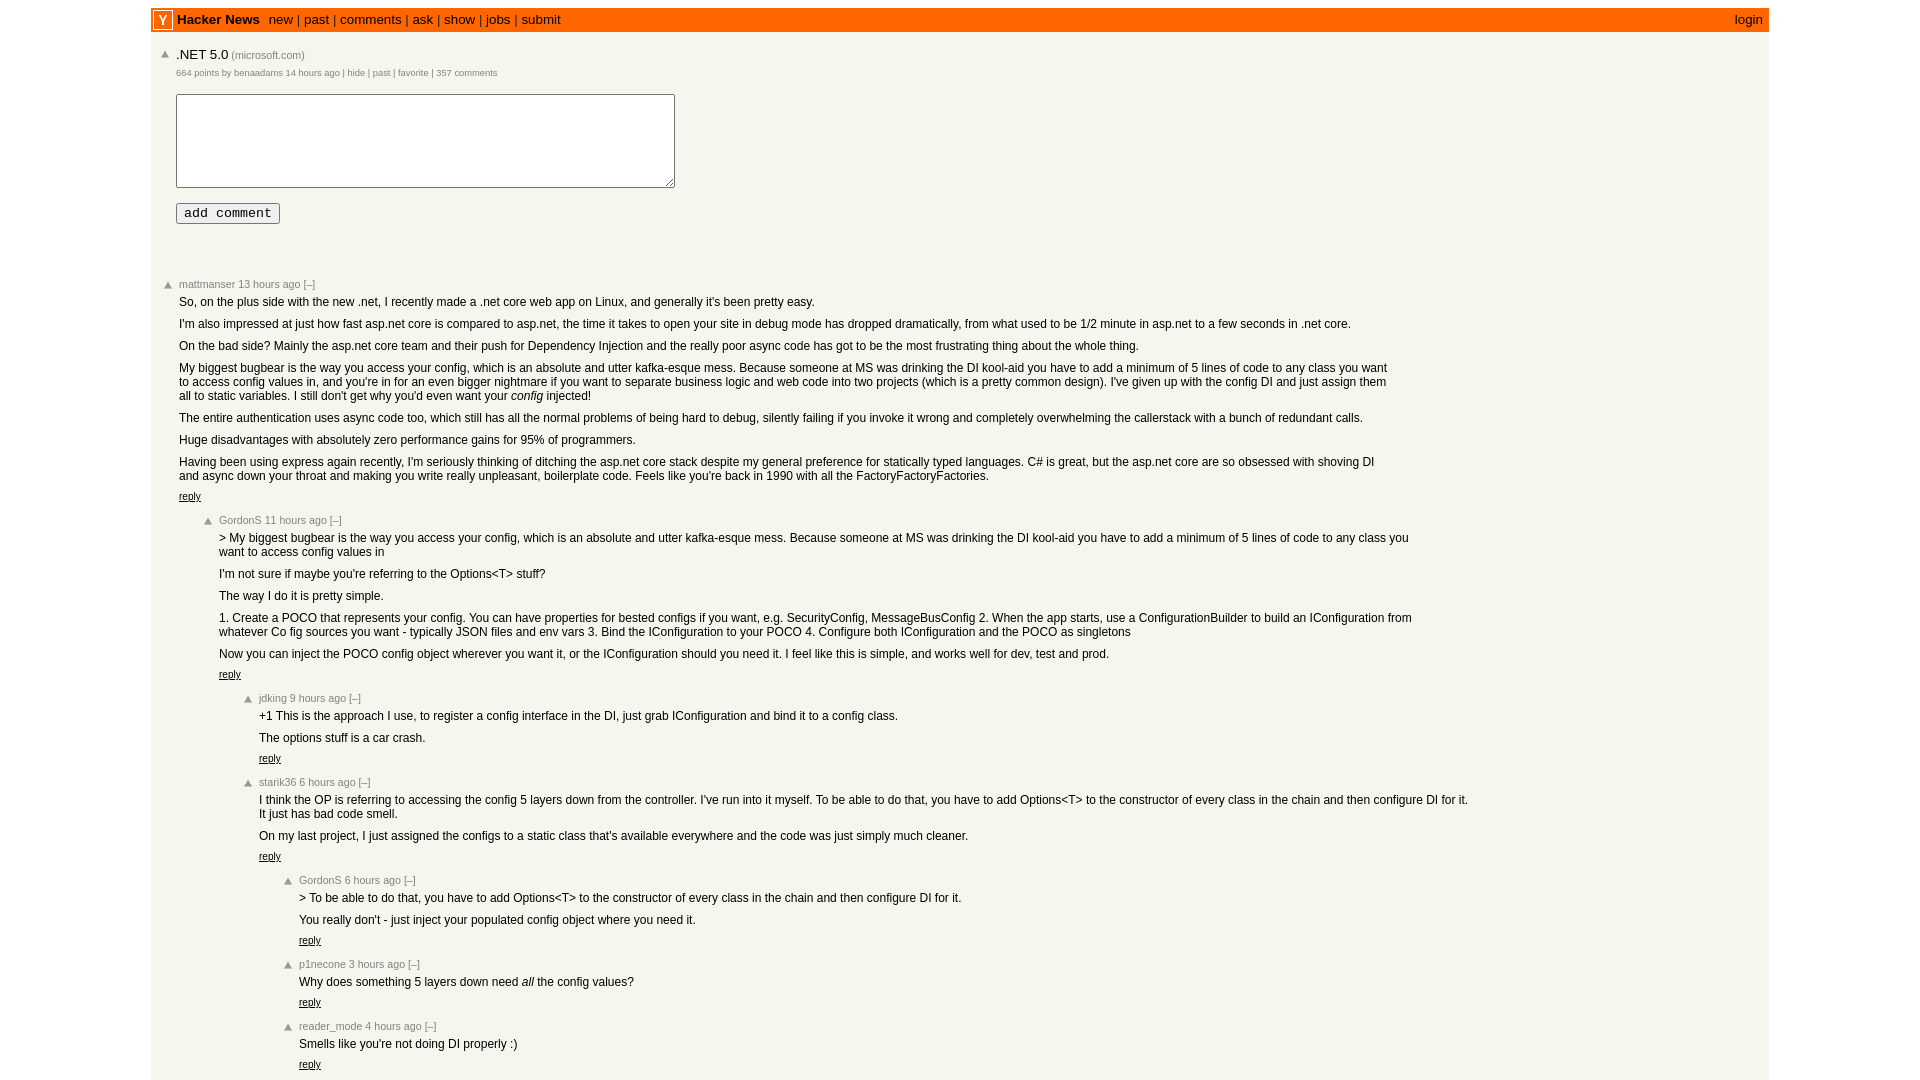 Y Hacker News new | past | comments | ask | show | jobs | submit login
.NET 5.0 (microsoft.com)
664 points by benaadams 14 hours ago | hide | past | favorite | 357 comments
add comment
mattmanser 13 hours ago [–]
So, on the plus side with the new .net, I recently made a .net core web app on Linux, and generally it's been pretty easy.
I'm also impressed at just how fast asp.net core is compared to asp.net, the time it takes to open your site in debug mode has dropped dramatically, from what used to be 1/2 minute in asp.net to a few seconds in .net core.
On the bad side? Mainly the asp.net core team and their push for Dependency Injection and the really poor async code has got to be the most frustrating thing about the whole thing.
My biggest bugbear is the way you access your config, which is an absolute and utter kafka-esque mess. Because someone at MS was drinking the DI kool-aid you have to add a minimum of 5 lines of code to any class you want
to access config values in, and you're in for an even bigger nightmare if you want to separate business logic and web code into two projects (which is a pretty common design). I've given up with the config DI and just assign them
all to static variables. I still don't get why you'd even want your config injected!
The entire authentication uses async code too, which still has all the normal problems of being hard to debug, silently failing if you invoke it wrong and completely overwhelming the callerstack with a bunch of redundant calls.
Huge disadvantages with absolutely zero performance gains for 95% of programmers.
Having been using express again recently, I'm seriously thinking of ditching the asp.net core stack despite my general preference for statically typed languages. C# is great, but the asp.net core are so obsessed with shoving DI
and async down your throat and making you write really unpleasant, boilerplate code. Feels like you're back in 1990 with all the FactoryFactoryFactories.
reply
GordonS 11 hours ago [–]
> My biggest bugbear is the way you access your config, which is an absolute and utter kafka-esque mess. Because someone at MS was drinking the DI kool-aid you have to add a minimum of 5 lines of code to any class you
want to access config values in
I'm not sure if maybe you're referring to the Options<T> stuff?
The way I do it is pretty simple.
1. Create a POCO that represents your config. You can have properties for bested configs if you want, e.g. SecurityConfig, MessageBusConfig 2. When the app starts, use a ConfigurationBuilder to build an IConfiguration from
whatever Co fig sources you want - typically JSON files and env vars 3. Bind the IConfiguration to your POCO 4. Configure both IConfiguration and the POCO as singletons
Now you can inject the POCO config object wherever you want it, or the IConfiguration should you need it. I feel like this is simple, and works well for dev, test and prod.
reply
jdking 9 hours ago [–]
+1 This is the approach I use, to register a config interface in the DI, just grab IConfiguration and bind it to a config class.
The options stuff is a car crash.
reply
starik36 6 hours ago [–]
I think the OP is referring to accessing the config 5 layers down from the controller. I've run into it myself. To be able to do that, you have to add Options<T> to the constructor of every class in the chain and then configure DI for it.
It just has bad code smell.
On my last project, I just assigned the configs to a static class that's available everywhere and the code was just simply much cleaner.
reply
GordonS 6 hours ago [–]
> To be able to do that, you have to add Options<T> to the constructor of every class in the chain and then configure DI for it.
You really don't - just inject your populated config object where you need it.
reply
p1necone 3 hours ago [–]
Why does something 5 layers down need all the config values?
reply
reader_mode 4 hours ago [–]
Smells like you're not doing DI properly :)
reply